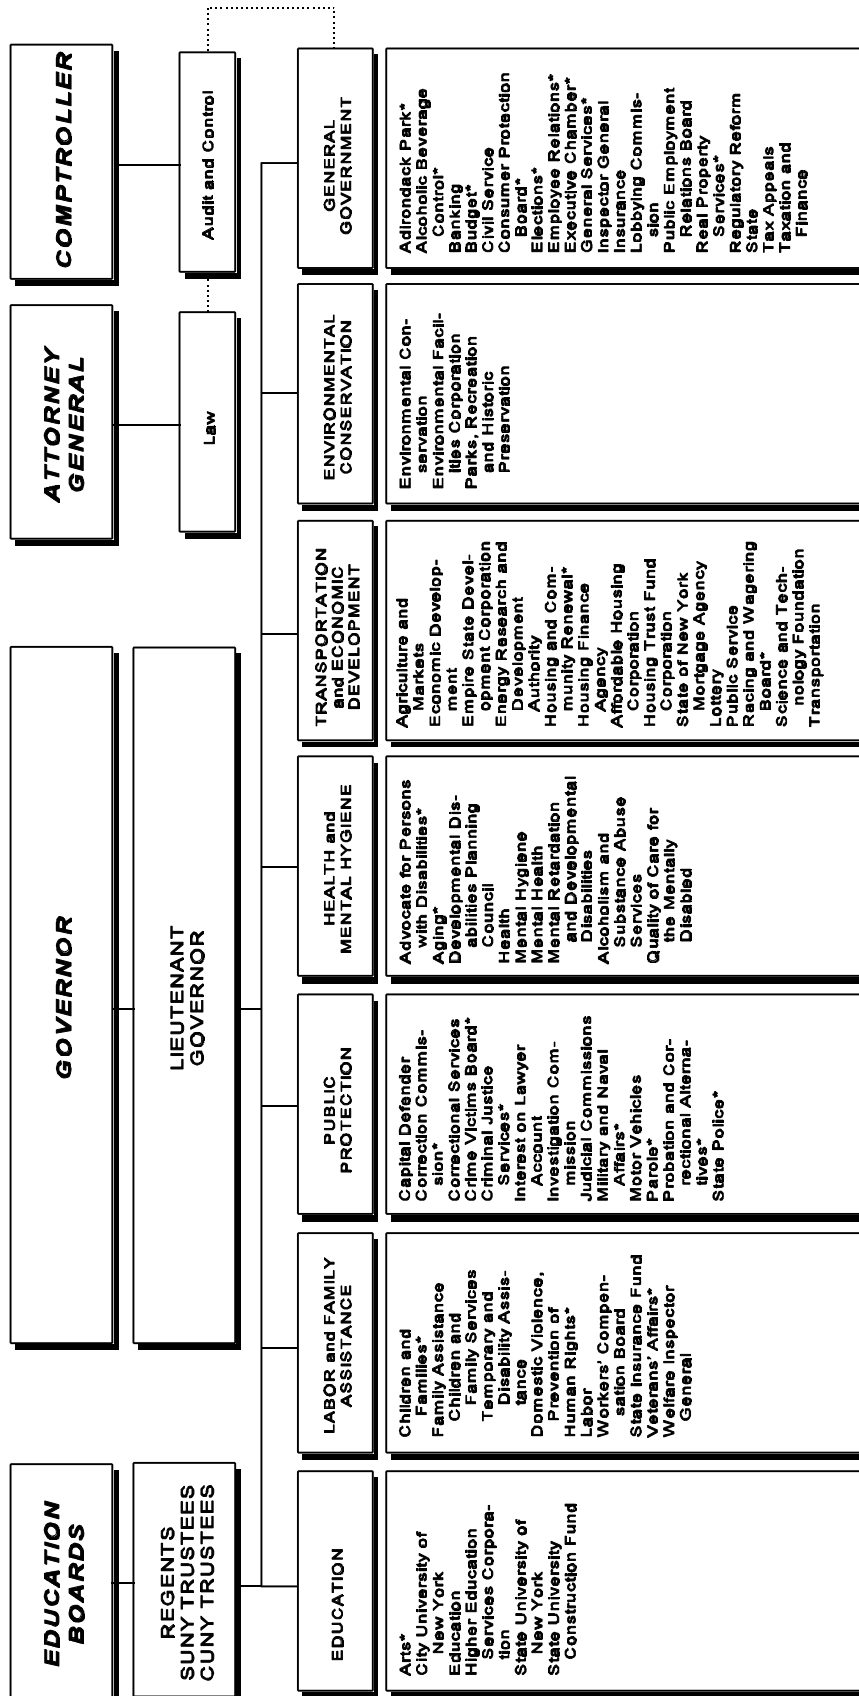 EDUCATION
BOARDS
GOVERNOR
ATTORNEY
GENERAL
COMPTROLLER
REGENTS
SUNY TRUSTEES
CUNY TRUSTEES
LIEUTENANT
GOVERNOR
Law
Audit and Control
EDUCATION
LABOR and FAMILY
ASSISTANCE
PUBLIC
PROTECTION
HEALTH and
MENTAL HYGIENE
TRANSPORTATION
and ECONOMIC
DEVELOPMENT
ENVIRONMENTAL
CONSERVATION
GENERAL
GOVERNMENT
Arts*
City University of
New York
Education
Higher Education
Services Corpora-
tion
State University of
New York
State University
Construction Fund
Children and
Families*
Family Assistance
Children and
Family Services
Temporary and
Disability Assis-
tance
Domestic Violence,
Prevention of
Human Rights*
Labor
Workers' Compen-
sation Board
State Insurance Fund
Veterans' Affairs*
Welfare Inspector
General
Capital Defender
Correction Commis-
sion*
Correctional Services
Crime Victims Board*
Criminal Justice
Services*
Interest on Lawyer
Account
Investigation Com-
mission
Judicial Commissions
Military and Naval
Affairs*
Motor Vehicles
Parole*
Probation and Cor-
rectional Alterna-
tives*
State Police*
Advocate for Persons
with Disabilities*
Aging*
Developmental Dis-
abilities Planning
Council
Health
Mental Hygiene
Mental Health
Mental Retardation
and Developmental
Disabilities
Alcoholism and
Substance Abuse
Services
Quality of Care for
the Mentally
Disabled
Agriculture and
Markets
Economic Develop-
ment
Empire State Devel-
opment Corporation
Energy Research and
Development
Authority
Housing and Com-
munity Renewal*
Housing Finance
Agency
Affordable Housing
Corporation
Housing Trust Fund
Corporation
State of New York
Mortgage Agency
Lottery
Public Service
Racing and Wagering
Board*
Science and Tech-
nology Foundation
Transportation
Environmental Con-
servation
Environmental Facil-
ities Corporation
Parks, Recreation
and Historic
Preservation
Adirondack Park*
Alcoholic Beverage
Control*
Banking
Budget*
Civil Service
Consumer Protection
Board*
Elections*
Employee Relations*
Executive Chamber*
General Services*
Inspector General
Insurance
Lobbying Commis-
sion
Public Employment
Relations Board
Real Property
Services*
Regulatory Reform
State
Tax Appeals
Taxation and
Finance